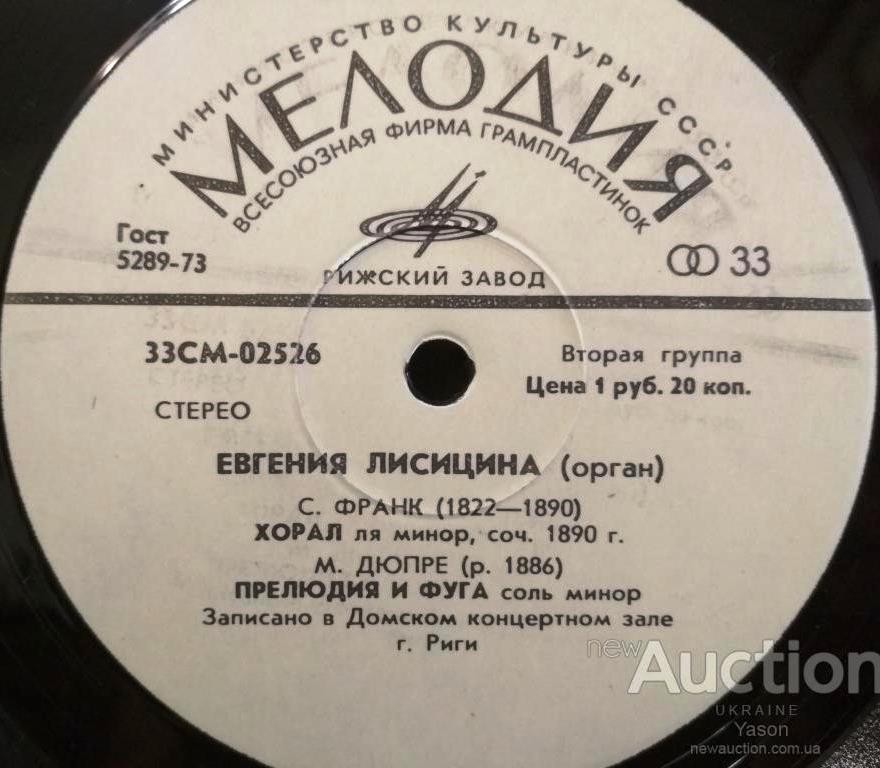 МИНИСТЕРСТВО КУЛЬТУРЫ СССР
МЕЛОДИЯ
ВСЕСОЮЗНАЯ ФИРМА ГРАМПЛАСТИНОК
Гост
5289-73
33
РИЖСКИЙ ЗАВОД
33СМ-02526
Вторая группа
Цена 1 руб. 20 коп.
СТЕРЕО
ЕВГЕНИЯ ЛИСИЦИНА (орган)
С. ФРАНК (1822—1890)
ХОРАЛ ля минор, соч. 1890 г.
М. ДЮПРЕ (р. 1886)
ПРЕЛЮДИЯ И ФУГА соль минор
Записано в Домском концертном зале
г. Риги
newAuction
UKRAINE
Yason
newauction.com.ua